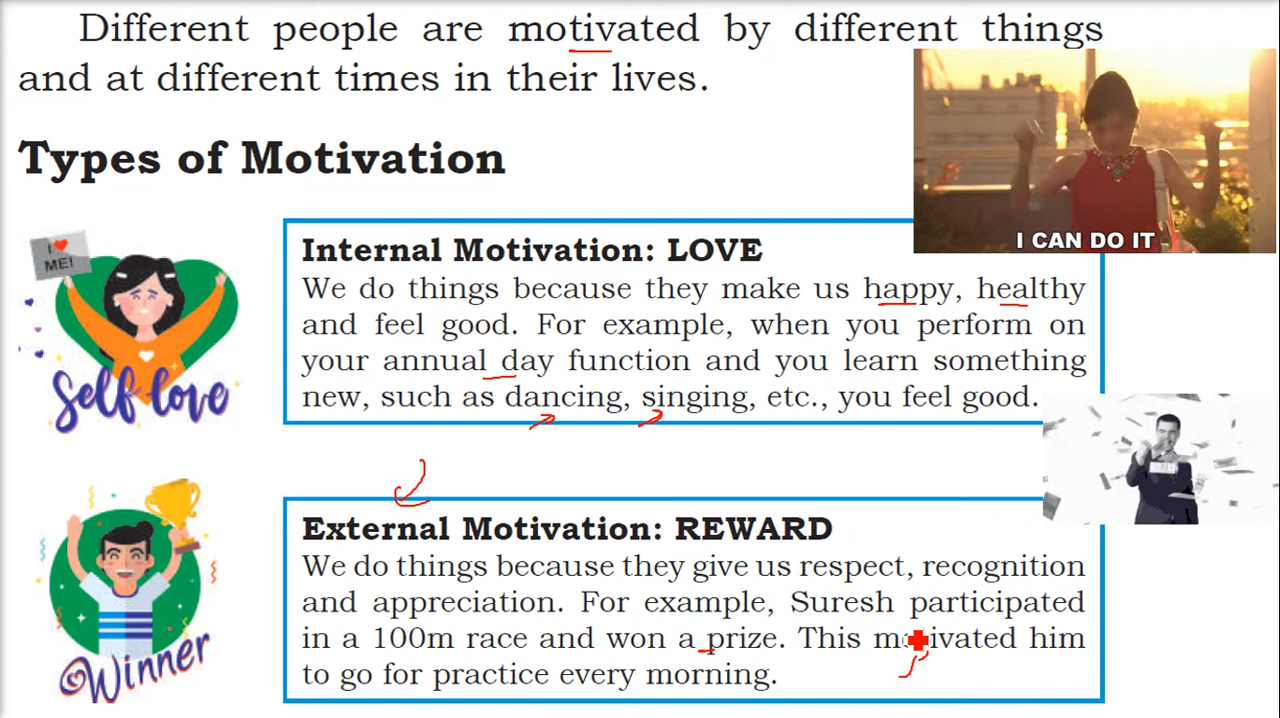 Different people are motivated by different things
and at different times in their lives.
Types of Motivation
I ♥
ME!
Self love
Internal Motivation: LOVE
We do things because they make us happy, healthy
and feel good. For example, when you perform on
your annual day function and you learn something
new, such as dancing, singing, etc., you feel good.
I CAN DO IT
Winner
External Motivation: REWARD
We do things because they give us respect, recognition
and appreciation. For example, Suresh participated
in a 100m race and won a prize. This motivated him
to go for practice every morning.